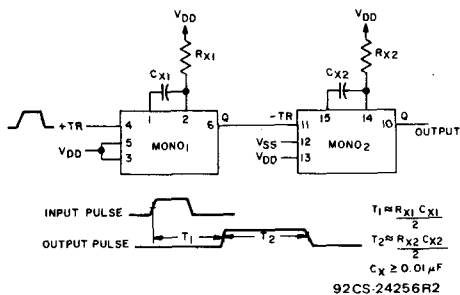 VDD
VDD
RX1
RX2
CX1
CX2
+TR
4
1
2
6
Q
-TR
11
15
14
10
Q
OUTPUT
VDD
5
3
MONO1
VSS
12
VDD
13
MONO2
INPUT PULSE
OUTPUT PULSE
T1
T2
T1 ≈ RX1 CX1 / 2
T2 ≈ RX2 CX2 / 2
CX ≥ 0.01 μF
92CS-24256R2